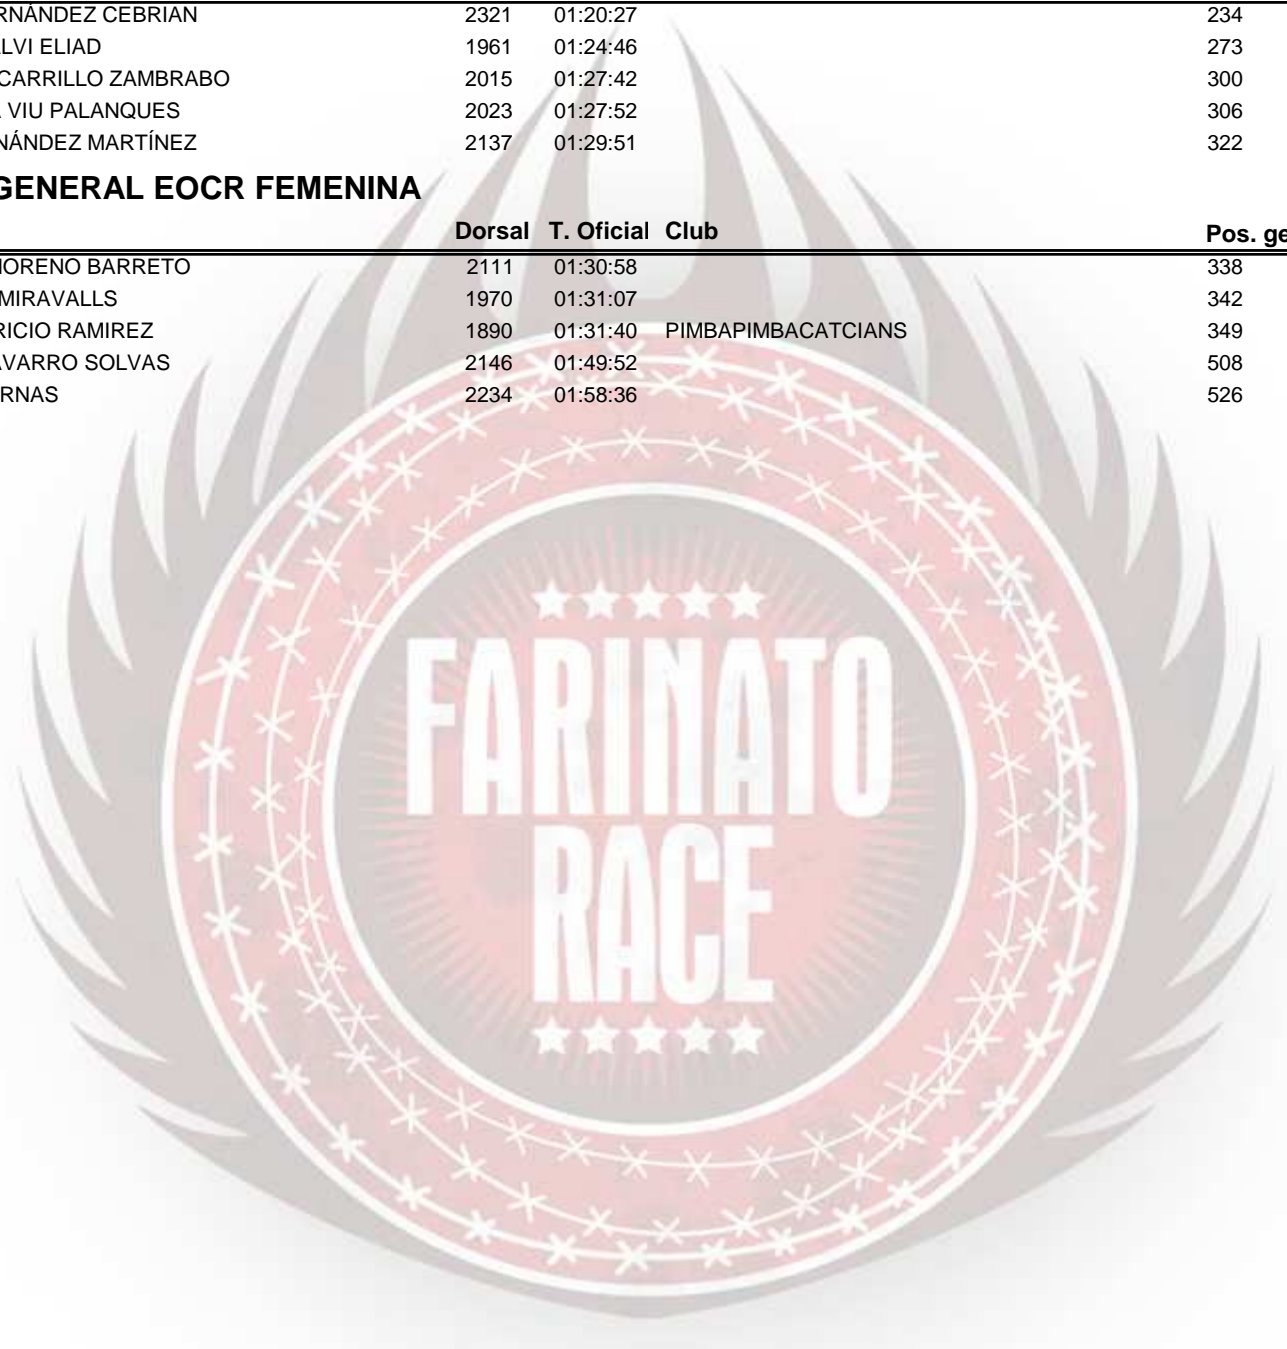 RNÁNDEZ CEBRIAN 2321 01:20:27 234
LVI ELIAD 1961 01:24:46 273
CARRILLO ZAMBRABO 2015 01:27:42 300
VIU PALANQUES 2023 01:27:52 306
NÁNDEZ MARTÍNEZ 2137 01:29:51 322
GENERAL EOCR FEMENINA
Dorsal T. Oficial Club Pos. ge
MORENO BARRETO 2111 01:30:58 338
MIRAVALLS 1970 01:31:07 342
RICIO RAMIREZ 1890 01:31:40 PIMBAPIMBACATCIANS 349
AVARRO SOLVAS 2146 01:49:52 508
RNAS 2234 01:58:36 526
FARINATO
RACE